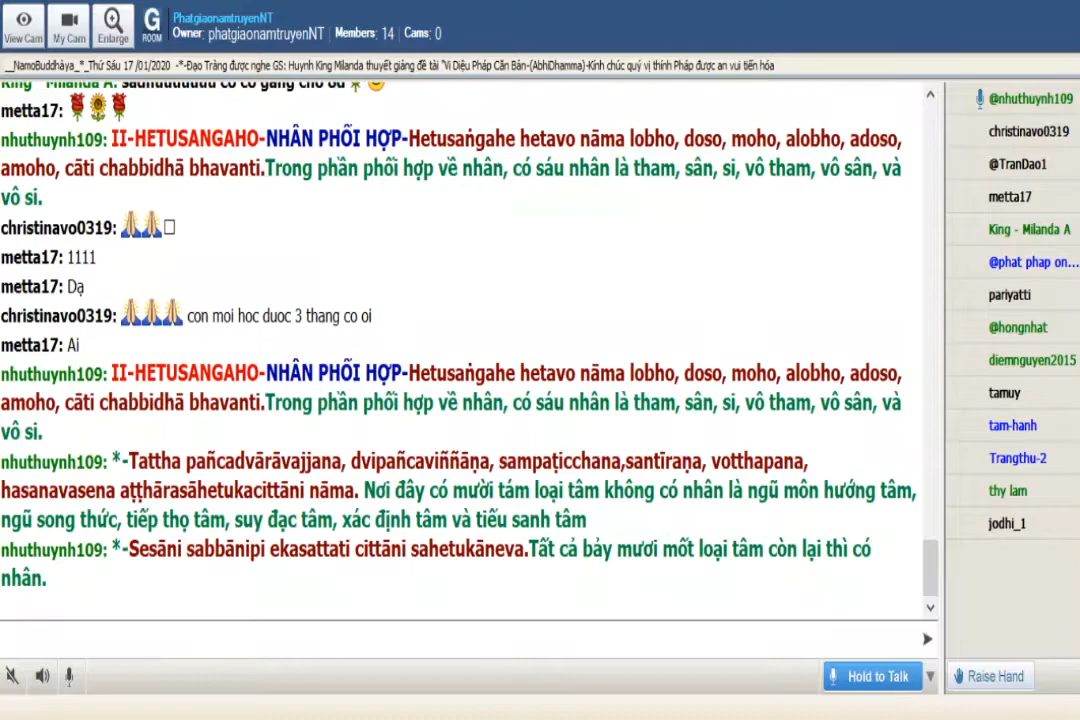 PhatgiaonamtruyenNT
Owner: phatgiaonamtruyenNT Members: 14 Cams: 0
View Cam My Cam Enlarge G ROOM
__NamoBuddhàya_*_Thứ Sáu 17 /01/2020 -*-Đạo Tràng được nghe GS: Huynh King Milanda thuyết giảng đề tài "Vi Diệu Pháp Căn Bản-(AbhiDhamma)-Kính chúc quý vị thính Pháp được an vui tiến hóa
metta17:
nhuthuynh109: II-HETUSANGAHO-NHÂN PHỐI HỢP-Hetusaṅgahe hetavo nāma lobho, doso, moho, alobho, adoso,
amoho, cāti chabbidhā bhavanti.Trong phần phối hợp về nhân, có sáu nhân là tham, sân, si, vô tham, vô sân, và
vô si.
christinavo0319:
metta17: 1111
metta17: Dạ
christinavo0319: con moi hoc duoc 3 thang co oi
metta17: Ai
nhuthuynh109: II-HETUSANGAHO-NHÂN PHỐI HỢP-Hetusaṅgahe hetavo nāma lobho, doso, moho, alobho, adoso,
amoho, cāti chabbidhā bhavanti.Trong phần phối hợp về nhân, có sáu nhân là tham, sân, si, vô tham, vô sân, và
vô si.
nhuthuynh109: *-Tattha pañcadvārāvajjana, dvipañcaviññāṇa, sampaṭicchana,santīraṇa, votthapana,
hasanavasena aṭṭhārasāhetukacittāni nāma. Nơi đây có mười tám loại tâm không có nhân là ngũ môn hướng tâm,
ngũ song thức, tiếp thọ tâm, suy đạc tâm, xác định tâm và tiếu sanh tâm
nhuthuynh109: *-Sesāni sabbānipi ekasattati cittāni sahetukāneva.Tất cả bảy mươi mốt loại tâm còn lại thì có
nhân.
@nhuthuynh109
christinavo0319
@TranDao1
metta17
King - Milanda A
@phat phap on...
pariyatti
@hongnhat
diemnguyen2015
tamuy
tam-hanh
Trangthu-2
thy lam
jodhi_1
Hold to Talk
Raise Hand